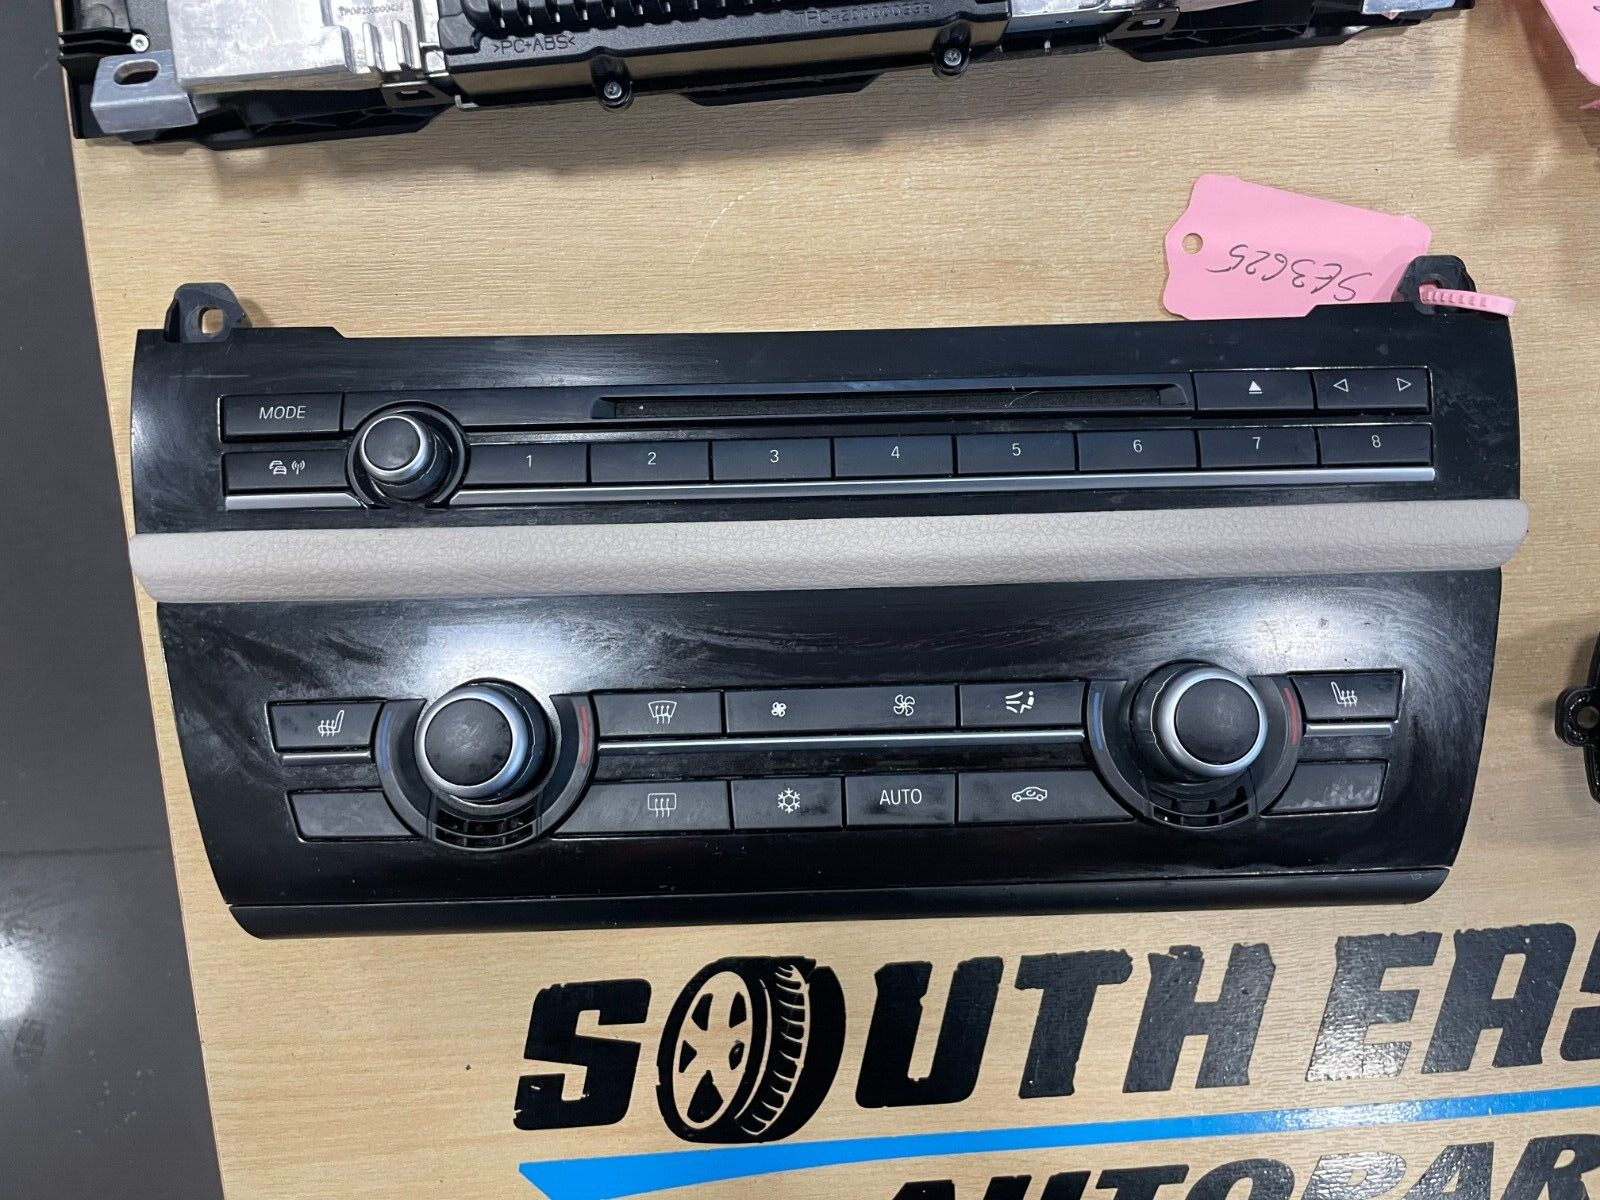 >PC+ABS<
SE3625
MODE
1 2 3 4 5 6 7 8
AUTO
SOUTH EAS
AUTOPAR